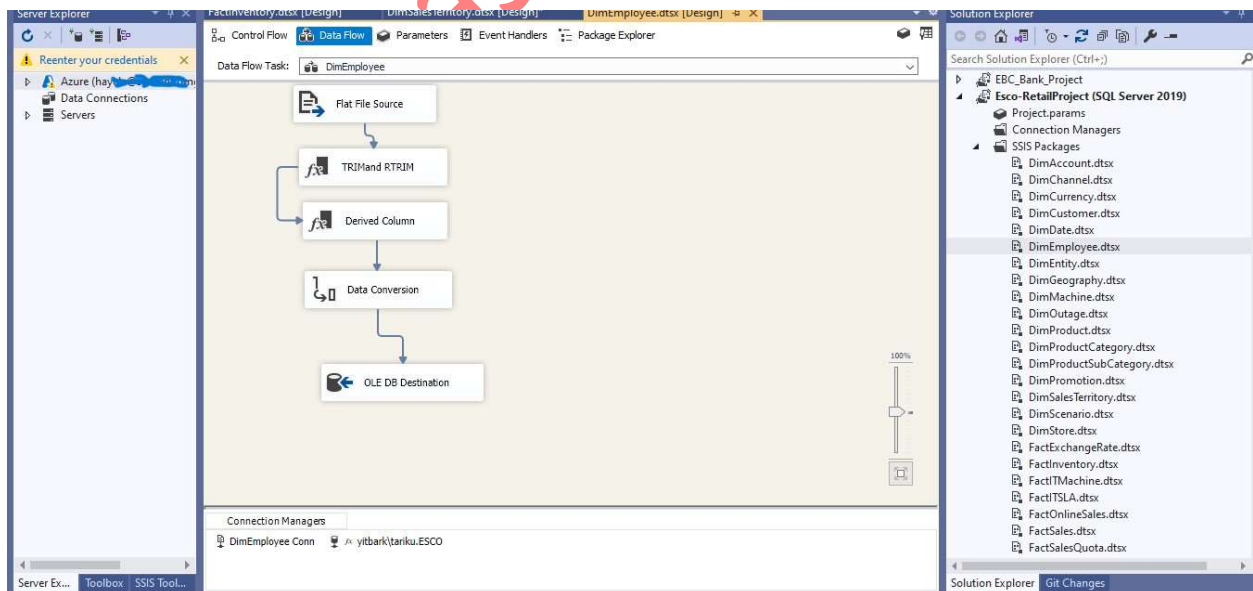 Server Explorer
FactInventory.dtsx [Design]
DimSalesTerritory.dtsx [Design]*
DimEmployee.dtsx [Design]
Solution Explorer
Control Flow
Data Flow
Parameters
Event Handlers
Package Explorer
Reenter your credentials
Data Flow Task:
DimEmployee
Search Solution Explorer (Ctrl+;)
Azure
Data Connections
Servers
Flat File Source
TRIMand RTRIM
Derived Column
Data Conversion
OLE DB Destination
100%
EBC_Bank_Project
Esco-RetailProject (SQL Server 2019)
Project.params
Connection Managers
SSIS Packages
DimAccount.dtsx
DimChannel.dtsx
DimCurrency.dtsx
DimCustomer.dtsx
DimDate.dtsx
DimEmployee.dtsx
DimEntity.dtsx
DimGeography.dtsx
DimMachine.dtsx
DimOutage.dtsx
DimProduct.dtsx
DimProductCategory.dtsx
DimProductSubCategory.dtsx
DimPromotion.dtsx
DimSalesTerritory.dtsx
DimScenario.dtsx
DimStore.dtsx
FactExchangeRate.dtsx
FactInventory.dtsx
FactITMachine.dtsx
FactITSLA.dtsx
FactOnlineSales.dtsx
FactSales.dtsx
FactSalesQuota.dtsx
Connection Managers
DimEmployee Conn
yitbark\tariku.ESCO
Server Ex...
Toolbox
SSIS Tool...
Solution Explorer
Git Changes